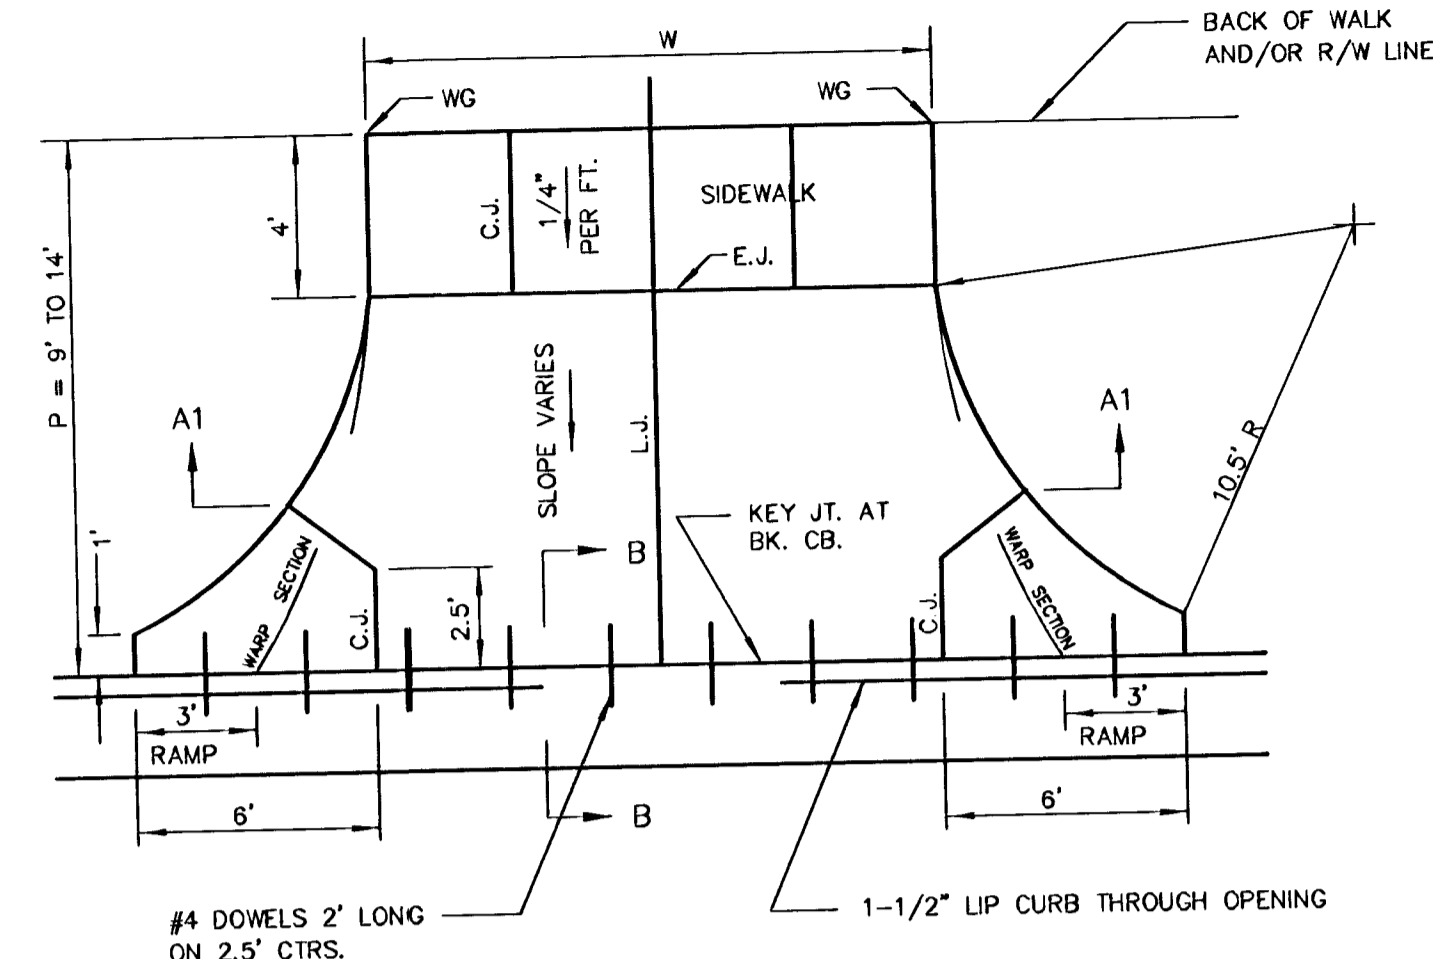 BACK OF WALK
AND/OR R/W LINE
W
WG
WG
4'
C.J.
1/4"
PER FT.
SIDEWALK
E.J.
P = 9' TO 14'
A1
A1
SLOPE VARIES
L.J.
10.5' R
KEY JT. AT
BK. CB.
1'
WARP SECTION
C.J.
2.5'
B
C.J.
WARP SECTION
3'
RAMP
3'
RAMP
6'
B
6'
#4 DOWELS 2' LONG
ON 2.5' CTRS.
1-1/2" LIP CURB THROUGH OPENING